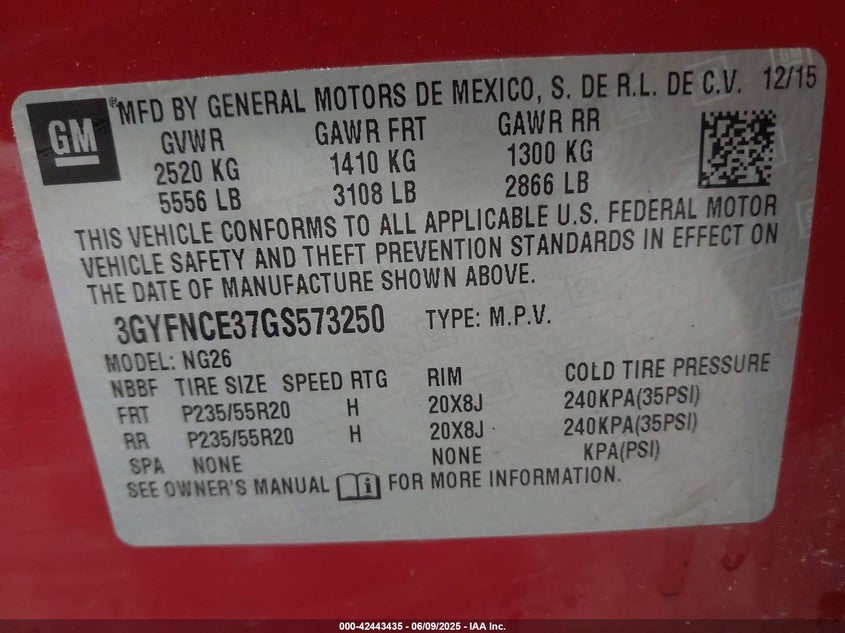 GM
® MFD BY GENERAL MOTORS DE MEXICO, S. DE R.L. DE C.V. 12/15
GVWR GAWR FRT GAWR RR
2520 KG 1410 KG 1300 KG
5556 LB 3108 LB 2866 LB
THIS VEHICLE CONFORMS TO ALL APPLICABLE U.S. FEDERAL MOTOR
VEHICLE SAFETY AND THEFT PREVENTION STANDARDS IN EFFECT ON
THE DATE OF MANUFACTURE SHOWN ABOVE.
3GYFNCE37GS573250 TYPE: M.P.V.
MODEL: NG26
NBBF TIRE SIZE SPEED RTG RIM COLD TIRE PRESSURE
FRT P235/55R20 H 20X8J 240KPA(35PSI)
RR P235/55R20 H 20X8J 240KPA(35PSI)
SPA NONE NONE KPA(PSI)
SEE OWNER'S MANUAL i FOR MORE INFORMATION.
000-42443435 - 06/09/2025 - IAA Inc.